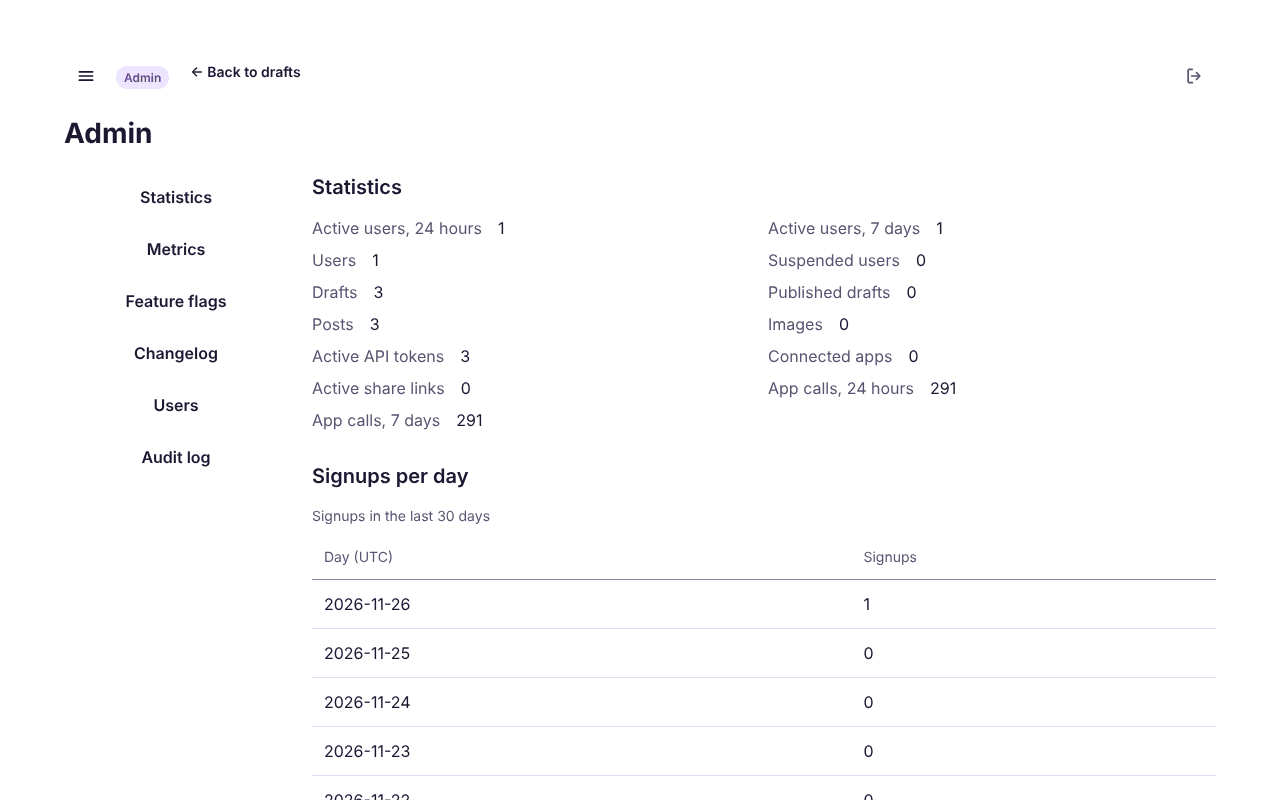 Admin
← Back to drafts
Admin
Statistics
Metrics
Feature flags
Changelog
Users
Audit log
Statistics
Active users, 24 hours 1
Active users, 7 days 1
Users 1
Suspended users 0
Drafts 3
Published drafts 0
Posts 3
Images 0
Active API tokens 3
Connected apps 0
Active share links 0
App calls, 24 hours 291
App calls, 7 days 291
Signups per day
Signups in the last 30 days
Day (UTC) Signups
2026-11-26 1
2026-11-25 0
2026-11-24 0
2026-11-23 0
2026-11-22 0